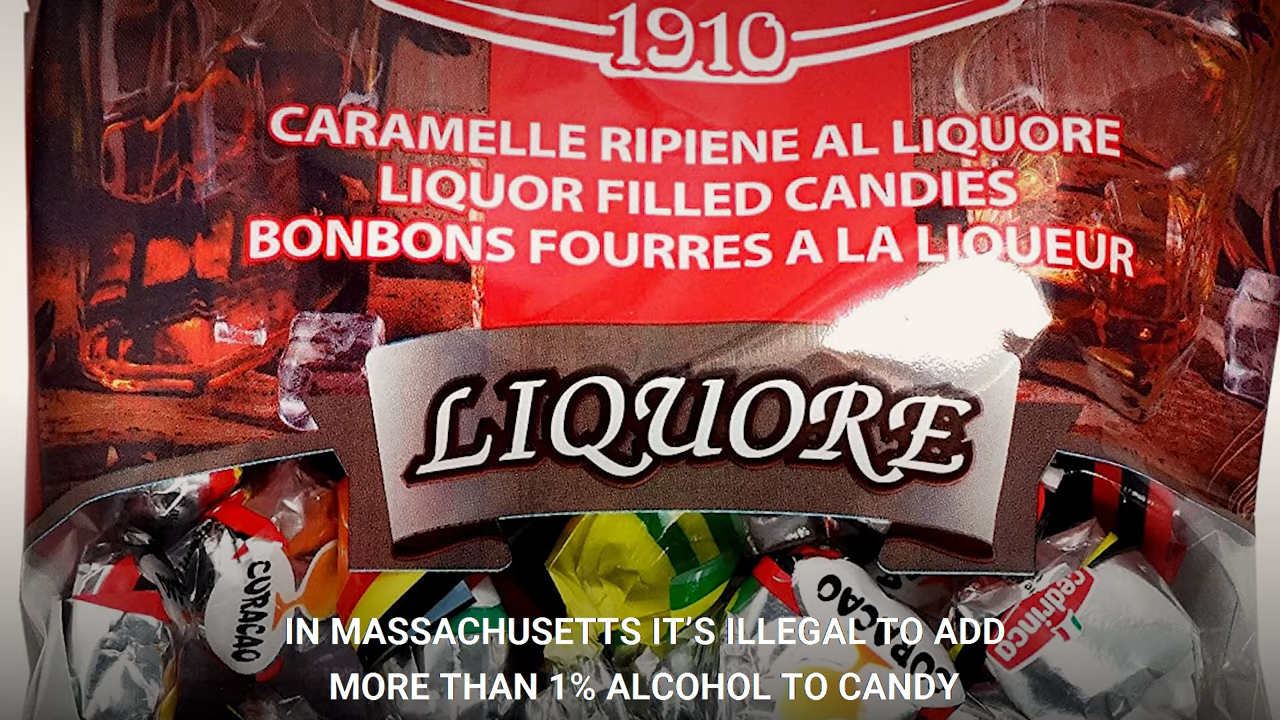 1910
CARAMELLE RIPIENE AL LIQUORE
LIQUOR FILLED CANDIES
BONBONS FOURRES A LA LIQUEUR
LIQUORE
CURACAO
CURACAO
cedrinca
IN MASSACHUSETTS IT’S ILLEGAL TO ADD
MORE THAN 1% ALCOHOL TO CANDY